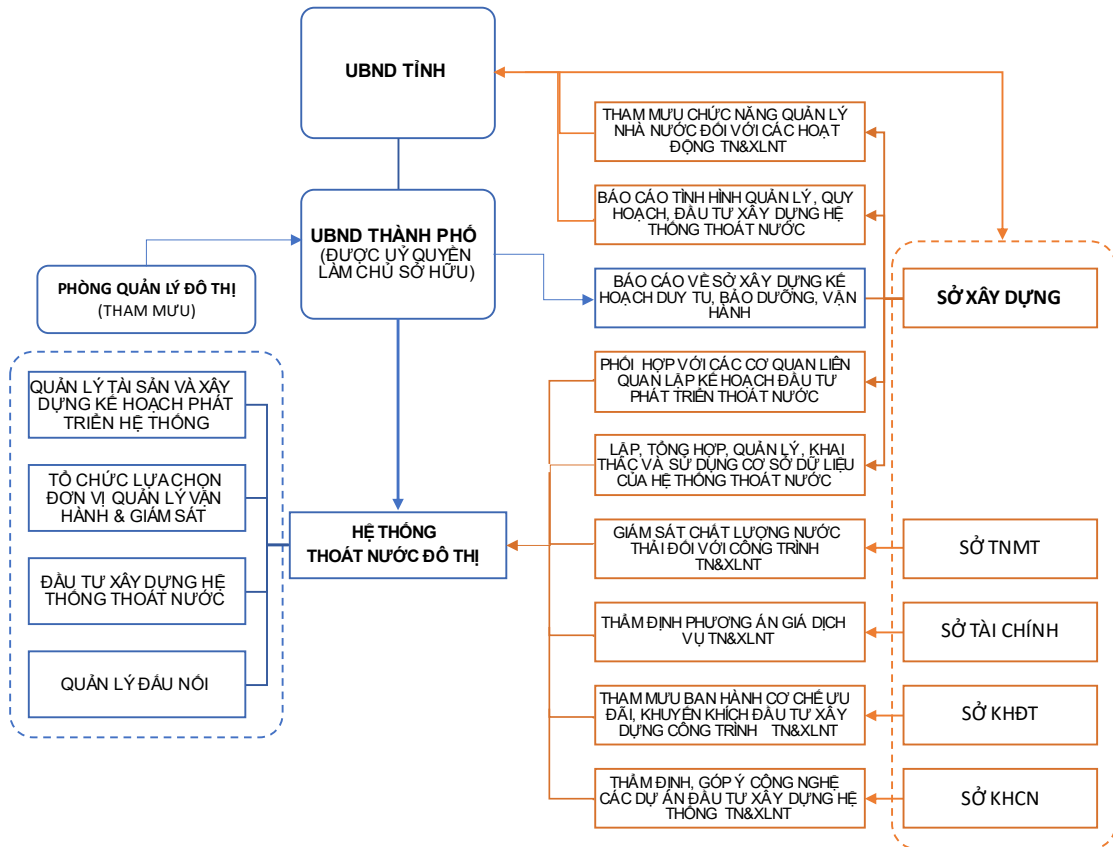 UBND TỈNH
THAM MƯU CHỨC NĂNG QUẢN LÝ
NHÀ NƯỚC ĐỐI VỚI CÁC HOẠT
ĐỘNG TN&XLNT
BÁO CÁO TÌNH HÌNH QUẢN LÝ, QUY
HOẠCH, ĐẦU TƯ XÂY DỰNG HỆ
THỐNG THOÁT NƯỚC
UBND THÀNH PHỐ
(ĐƯỢC UỶ QUYỀN
LÀM CHỦ SỞ HỮU)
PHÒNG QUẢN LÝ ĐÔ THỊ
(THAM MƯU)
BÁO CÁO VỀ SỞ XÂY DỰNG KẾ
HOẠCH DUY TU, BẢO DƯỠNG, VẬN
HÀNH
SỞ XÂY DỰNG
QUẢN LÝ TÀI SẢN VÀ XÂY
DỰNG KẾ HOẠCH PHÁT
TRIỂN HỆ THỐNG
TỔ CHỨC LỰA CHỌN
ĐƠN VỊ QUẢN LÝ VẬN
HÀNH & GIÁM SÁT
ĐẦU TƯ XÂY DỰNG HỆ
THỐNG THOÁT NƯỚC
QUẢN LÝ ĐẤU NỐI
HỆ THỐNG
THOÁT NƯỚC ĐÔ THỊ
PHỐI HỢP VỚI CÁC CƠ QUAN LIÊN
QUAN LẬP KẾ HOẠCH ĐẦU TƯ
PHÁT TRIỂN THOÁT NƯỚC
LẬP, TỔNG HỢP, QUẢN LÝ, KHAI
THÁC VÀ SỬ DỤNG CƠ SỞ DỮ LIỆU
CỦA HỆ THỐNG THOÁT NƯỚC
GIÁM SÁT CHẤT LƯỢNG NƯỚC
THẢI ĐỐI VỚI CÔNG TRÌNH
TN&XLNT
SỞ TNMT
THẨM ĐỊNH PHƯƠNG ÁN GIÁ DỊCH
VỤ TN&XLNT
SỞ TÀI CHÍNH
THAM MƯU BAN HÀNH CƠ CHẾ ƯU
ĐÃI, KHUYẾN KHÍCH ĐẦU TƯ XÂY
DỰNG CÔNG TRÌNH TN&XLNT
SỞ KHĐT
THẨM ĐỊNH, GÓP Ý CÔNG NGHỆ
CÁC DỰ ÁN ĐẦU TƯ XÂY DỰNG HỆ
THỐNG TN&XLNT
SỞ KHCN